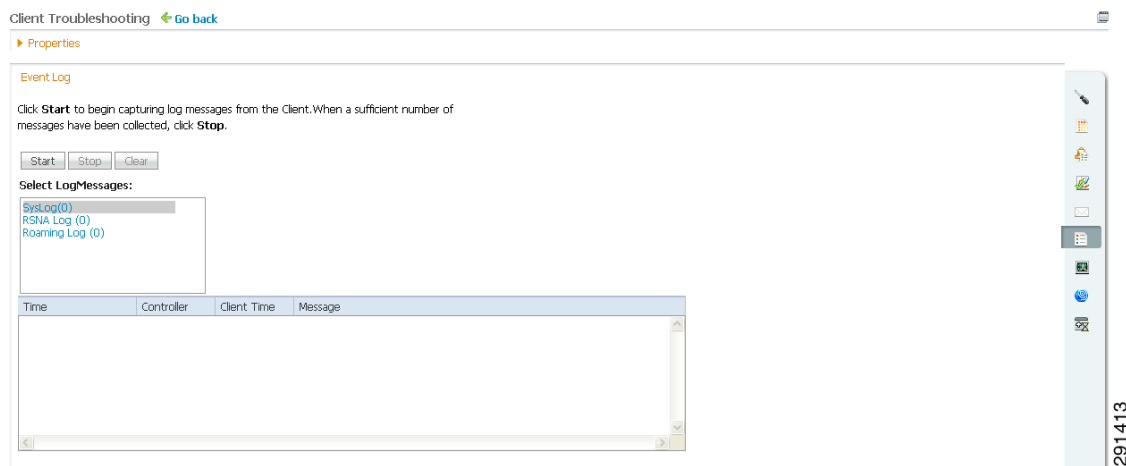 Client Troubleshooting Go back
Properties
Event Log
Click Start to begin capturing log messages from the Client.When a sufficient number of
messages have been collected, click Stop.
Start Stop Clear
Select LogMessages:
SysLog(0)
RSNA Log (0)
Roaming Log (0)
Time Controller Client Time Message
291413